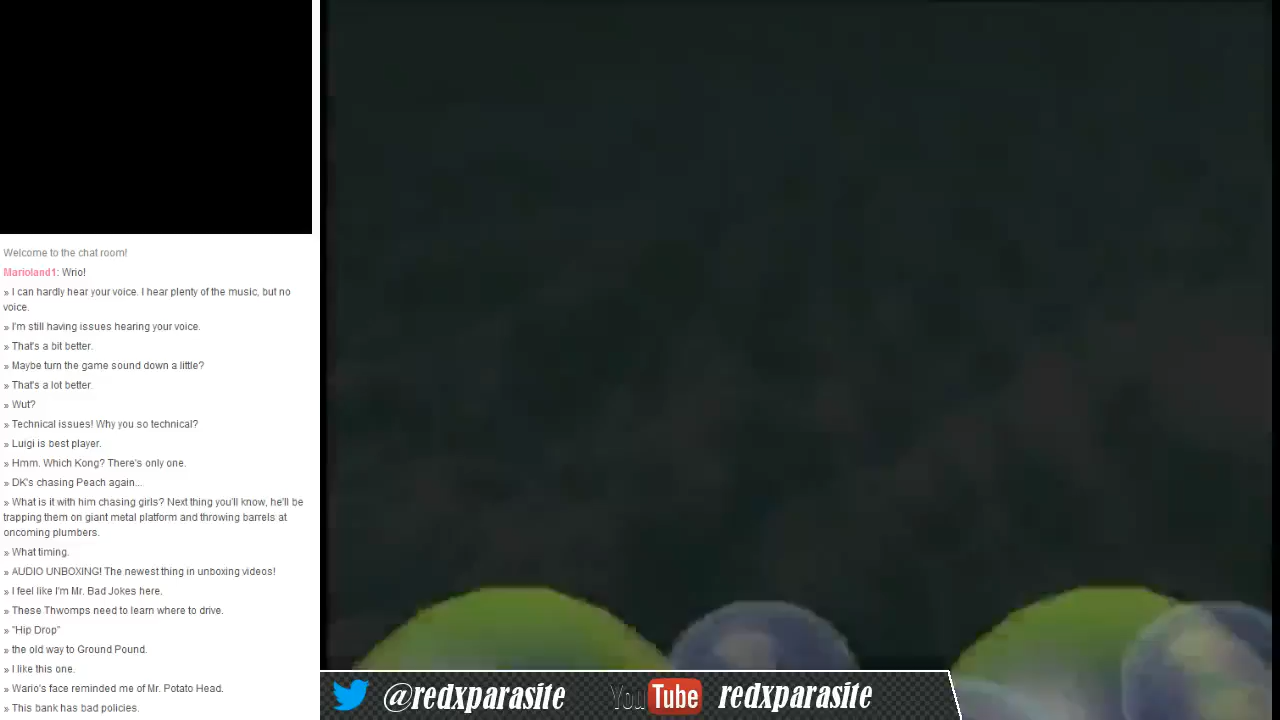 Welcome to the chat room!
Marioland1: Wrio!
» I can hardly hear your voice. I hear plenty of the music, but no
voice.
» I'm still having issues hearing your voice.
» That's a bit better.
» Maybe turn the game sound down a little?
» That's a lot better.
» Wut?
» Technical issues! Why you so technical?
» Luigi is best player.
» Hmm. Which Kong? There's only one.
» DK's chasing Peach again...
» What is it with him chasing girls? Next thing you'll know, he'll be
trapping them on giant metal platform and throwing barrels at
oncoming plumbers.
» What timing.
» AUDIO UNBOXING! The newest thing in unboxing videos!
» I feel like I'm Mr. Bad Jokes here.
» These Thwomps need to learn where to drive.
» "Hip Drop"
» the old way to Ground Pound.
» I like this one.
» Wario's face reminded me of Mr. Potato Head.
» This bank has bad policies.
@redxparasite YouTube redxparasite